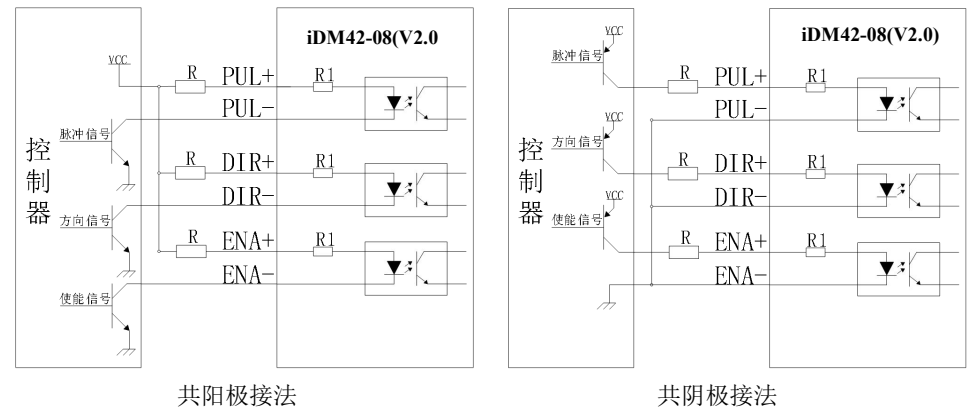 iDM42-08(V2.0
VCC
R
PUL+
R1
PUL-
脉冲信号
控制器
R
DIR+
R1
DIR-
方向信号
R
ENA+
R1
ENA-
使能信号
共阳极接法
iDM42-08(V2.0)
VCC
脉冲信号
R
PUL+
R1
PUL-
VCC
方向信号
控制器
R
DIR+
R1
DIR-
VCC
使能信号
R
ENA+
R1
ENA-
共阴极接法